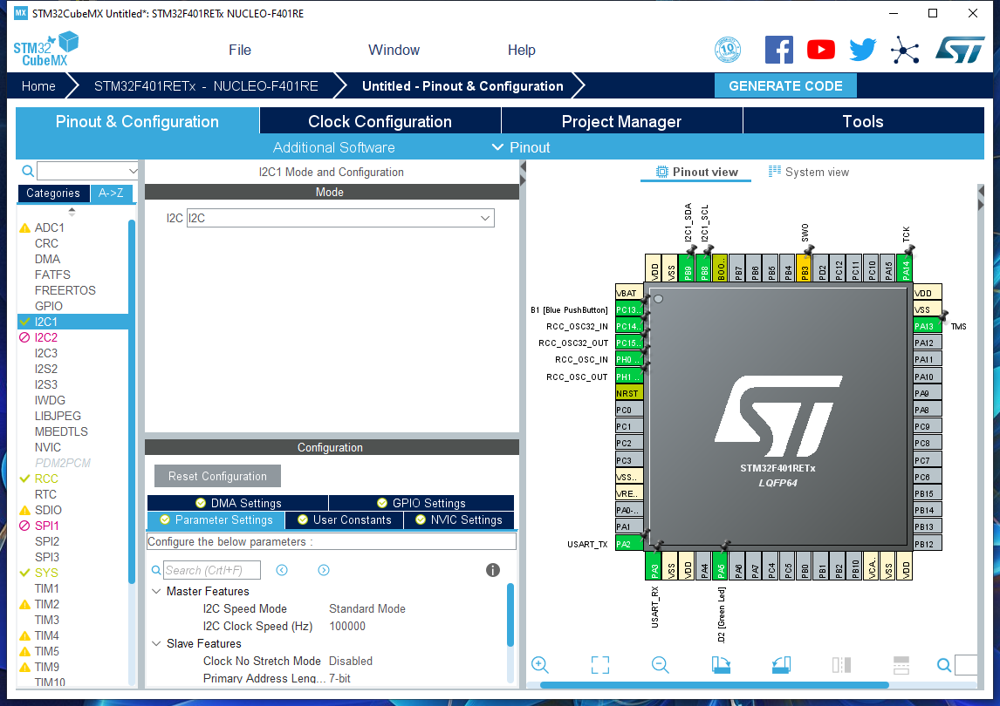 MX STM32CubeMX Untitled*: STM32F401RETx NUCLEO-F401RE
STM32
CubeMX
File Window Help
10
Home STM32F401RETx - NUCLEO-F401RE Untitled - Pinout & Configuration GENERATE CODE
Pinout & Configuration Clock Configuration Project Manager Tools
Additional Software Pinout
Categories A->Z
ADC1
CRC
DMA
FATFS
FREERTOS
GPIO
I2C1
I2C2
I2C3
I2S2
I2S3
IWDG
LIBJPEG
MBEDTLS
NVIC
PDM2PCM
RCC
RTC
SDIO
SPI1
SPI2
SPI3
SYS
TIM1
TIM2
TIM3
TIM4
TIM5
TIM9
TIM10
I2C1 Mode and Configuration
Mode
I2C I2C
Configuration
Reset Configuration
DMA Settings GPIO Settings
Parameter Settings User Constants NVIC Settings
Configure the below parameters :
Search (Crtl+F)
Master Features
I2C Speed Mode Standard Mode
I2C Clock Speed (Hz) 100000
Slave Features
Clock No Stretch Mode Disabled
Primary Address Leng... 7-bit
Pinout view System view
I2C1_SDA I2C1_SCL SWO TCK
VDD VSS PB9 PB8 BOO.. PB7 PB6 PB5 PB4 PB3 PD2 PC12 PC11 PC10 PA15 PA14
VBAT
B1 [Blue PushButton] PC13..
RCC_OSC32_IN PC14..
RCC_OSC32_OUT PC15..
RCC_OSC_IN PH0 ..
RCC_OSC_OUT PH1 ..
NRST
PC0
PC1
PC2
PC3
VSS..
VRE..
PA0-..
PA1
USART_TX PA2
STM32F401RETx
LQFP64
VDD
VSS
PA13 TMS
PA12
PA11
PA10
PA9
PA8
PC9
PC8
PC7
PC6
PB15
PB14
PB13
PB12
PA3 VSS VDD PA4 PA5 PA6 PA7 PC4 PC5 PB0 PB1 PB2 PB10 VCA.. VSS VDD
USART_RX .D2 [Green Led]